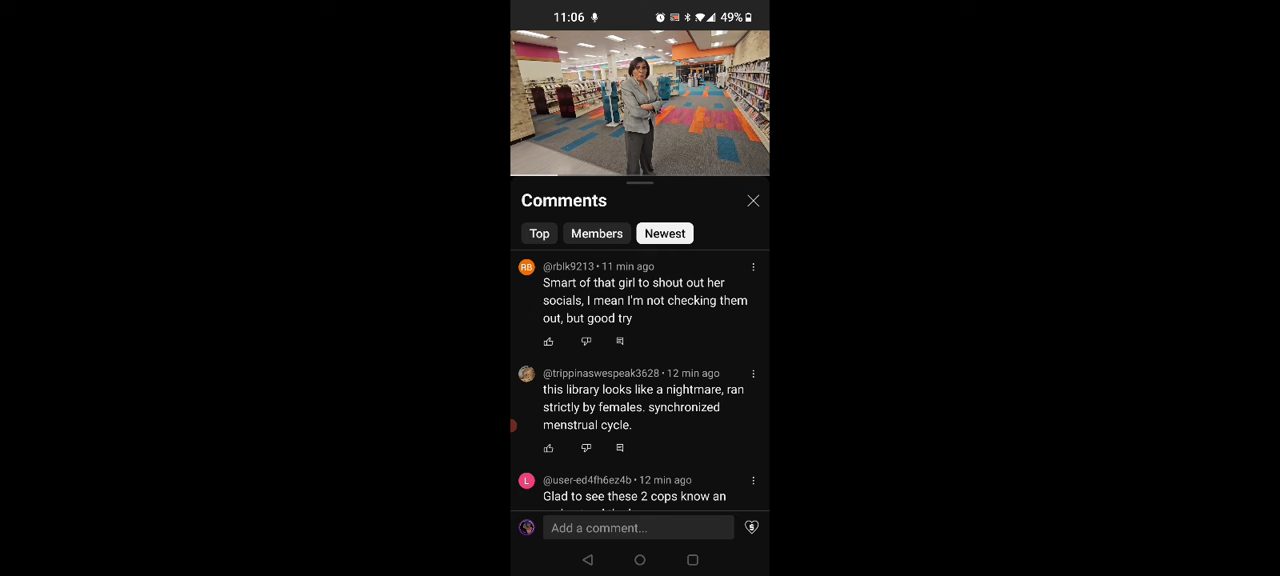 11:06 49%
Comments
Top Members Newest
RB @rblk9213 • 11 min ago
Smart of that girl to shout out her
socials, I mean I'm not checking them
out, but good try
@trippinaswespeak3628 • 12 min ago
this library looks like a nightmare, ran
strictly by females. synchronized
menstrual cycle.
L @user-ed4fh6ez4b • 12 min ago
Glad to see these 2 cops know an
Add a comment...